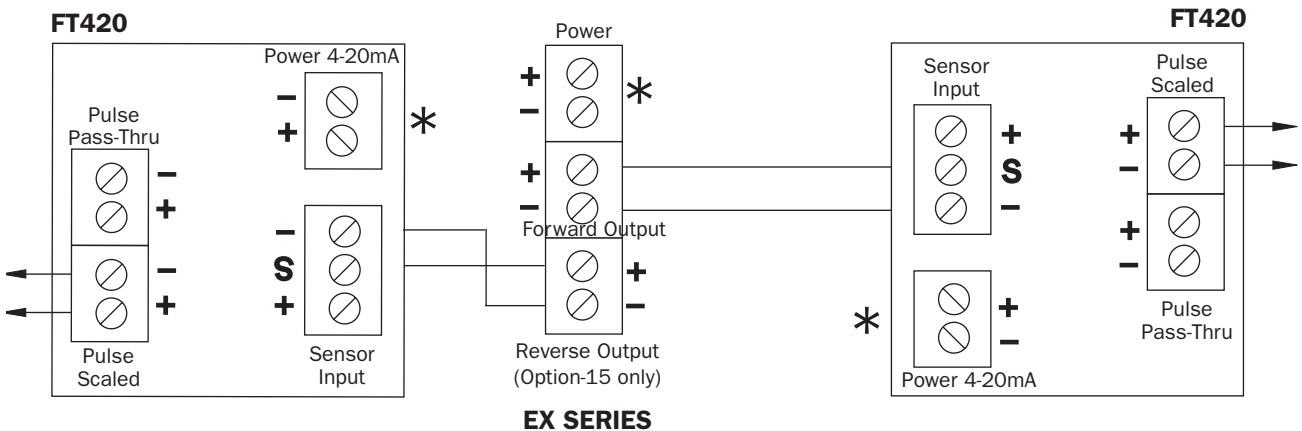 FT420
Power 4-20mA
−
+
*
Pulse
Pass-Thru
−
+
−
+
Pulse
Scaled
−
S
+
Sensor
Input
Power
+
−
*
+
−
Forward Output
+
−
Reverse Output
(Option-15 only)
EX SERIES
FT420
Sensor
Input
+
S
−
Pulse
Scaled
+
−
+
−
Pulse
Pass-Thru
*
+
−
Power 4-20mA